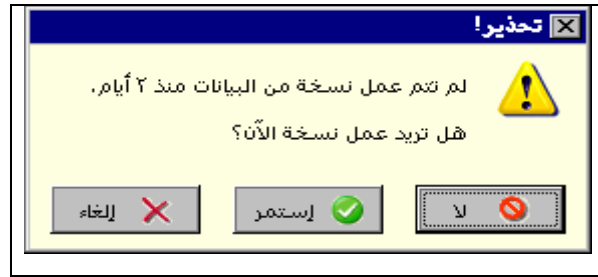 تحذير!
لم تتم عمل نسخة من البيانات منذ ٢ أيام.
هل تريد عمل نسخة الآن؟
لا
إستمر
إلغاء